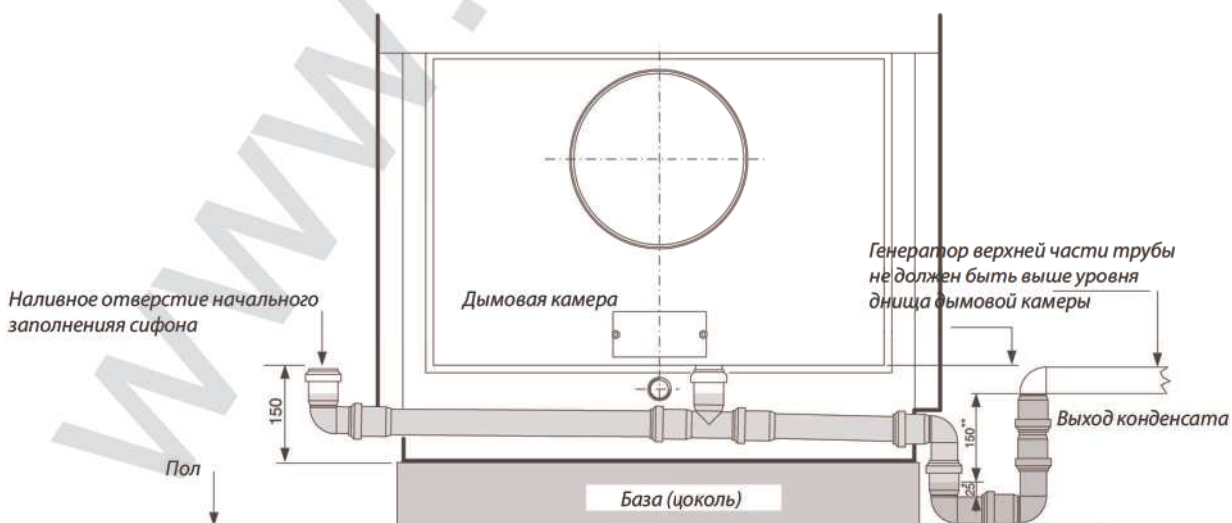 www.
Генератор верхней части трубы
не должен быть выше уровня
днища дымовой камеры
Наливное отверстие начального
заполненияя сифона
Дымовая камера
150
150**
Выход конденсата
Пол
25*
База (цоколь)